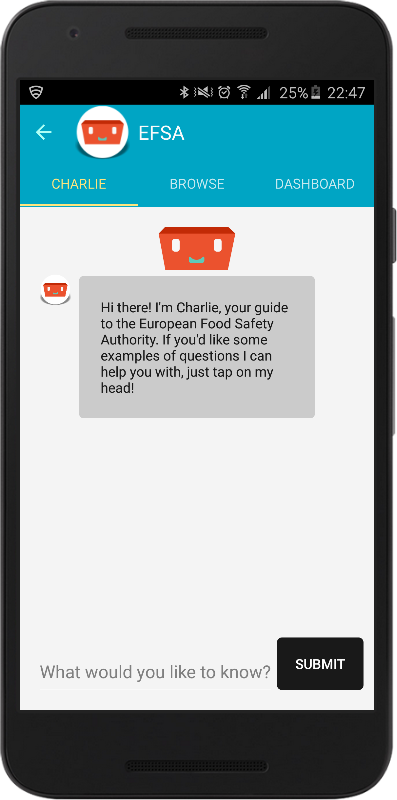 25% 22:47
EFSA
CHARLIE BROWSE DASHBOARD
Hi there! I'm Charlie, your guide
to the European Food Safety
Authority. If you'd like some
examples of questions I can
help you with, just tap on my
head!
What would you like to know? SUBMIT